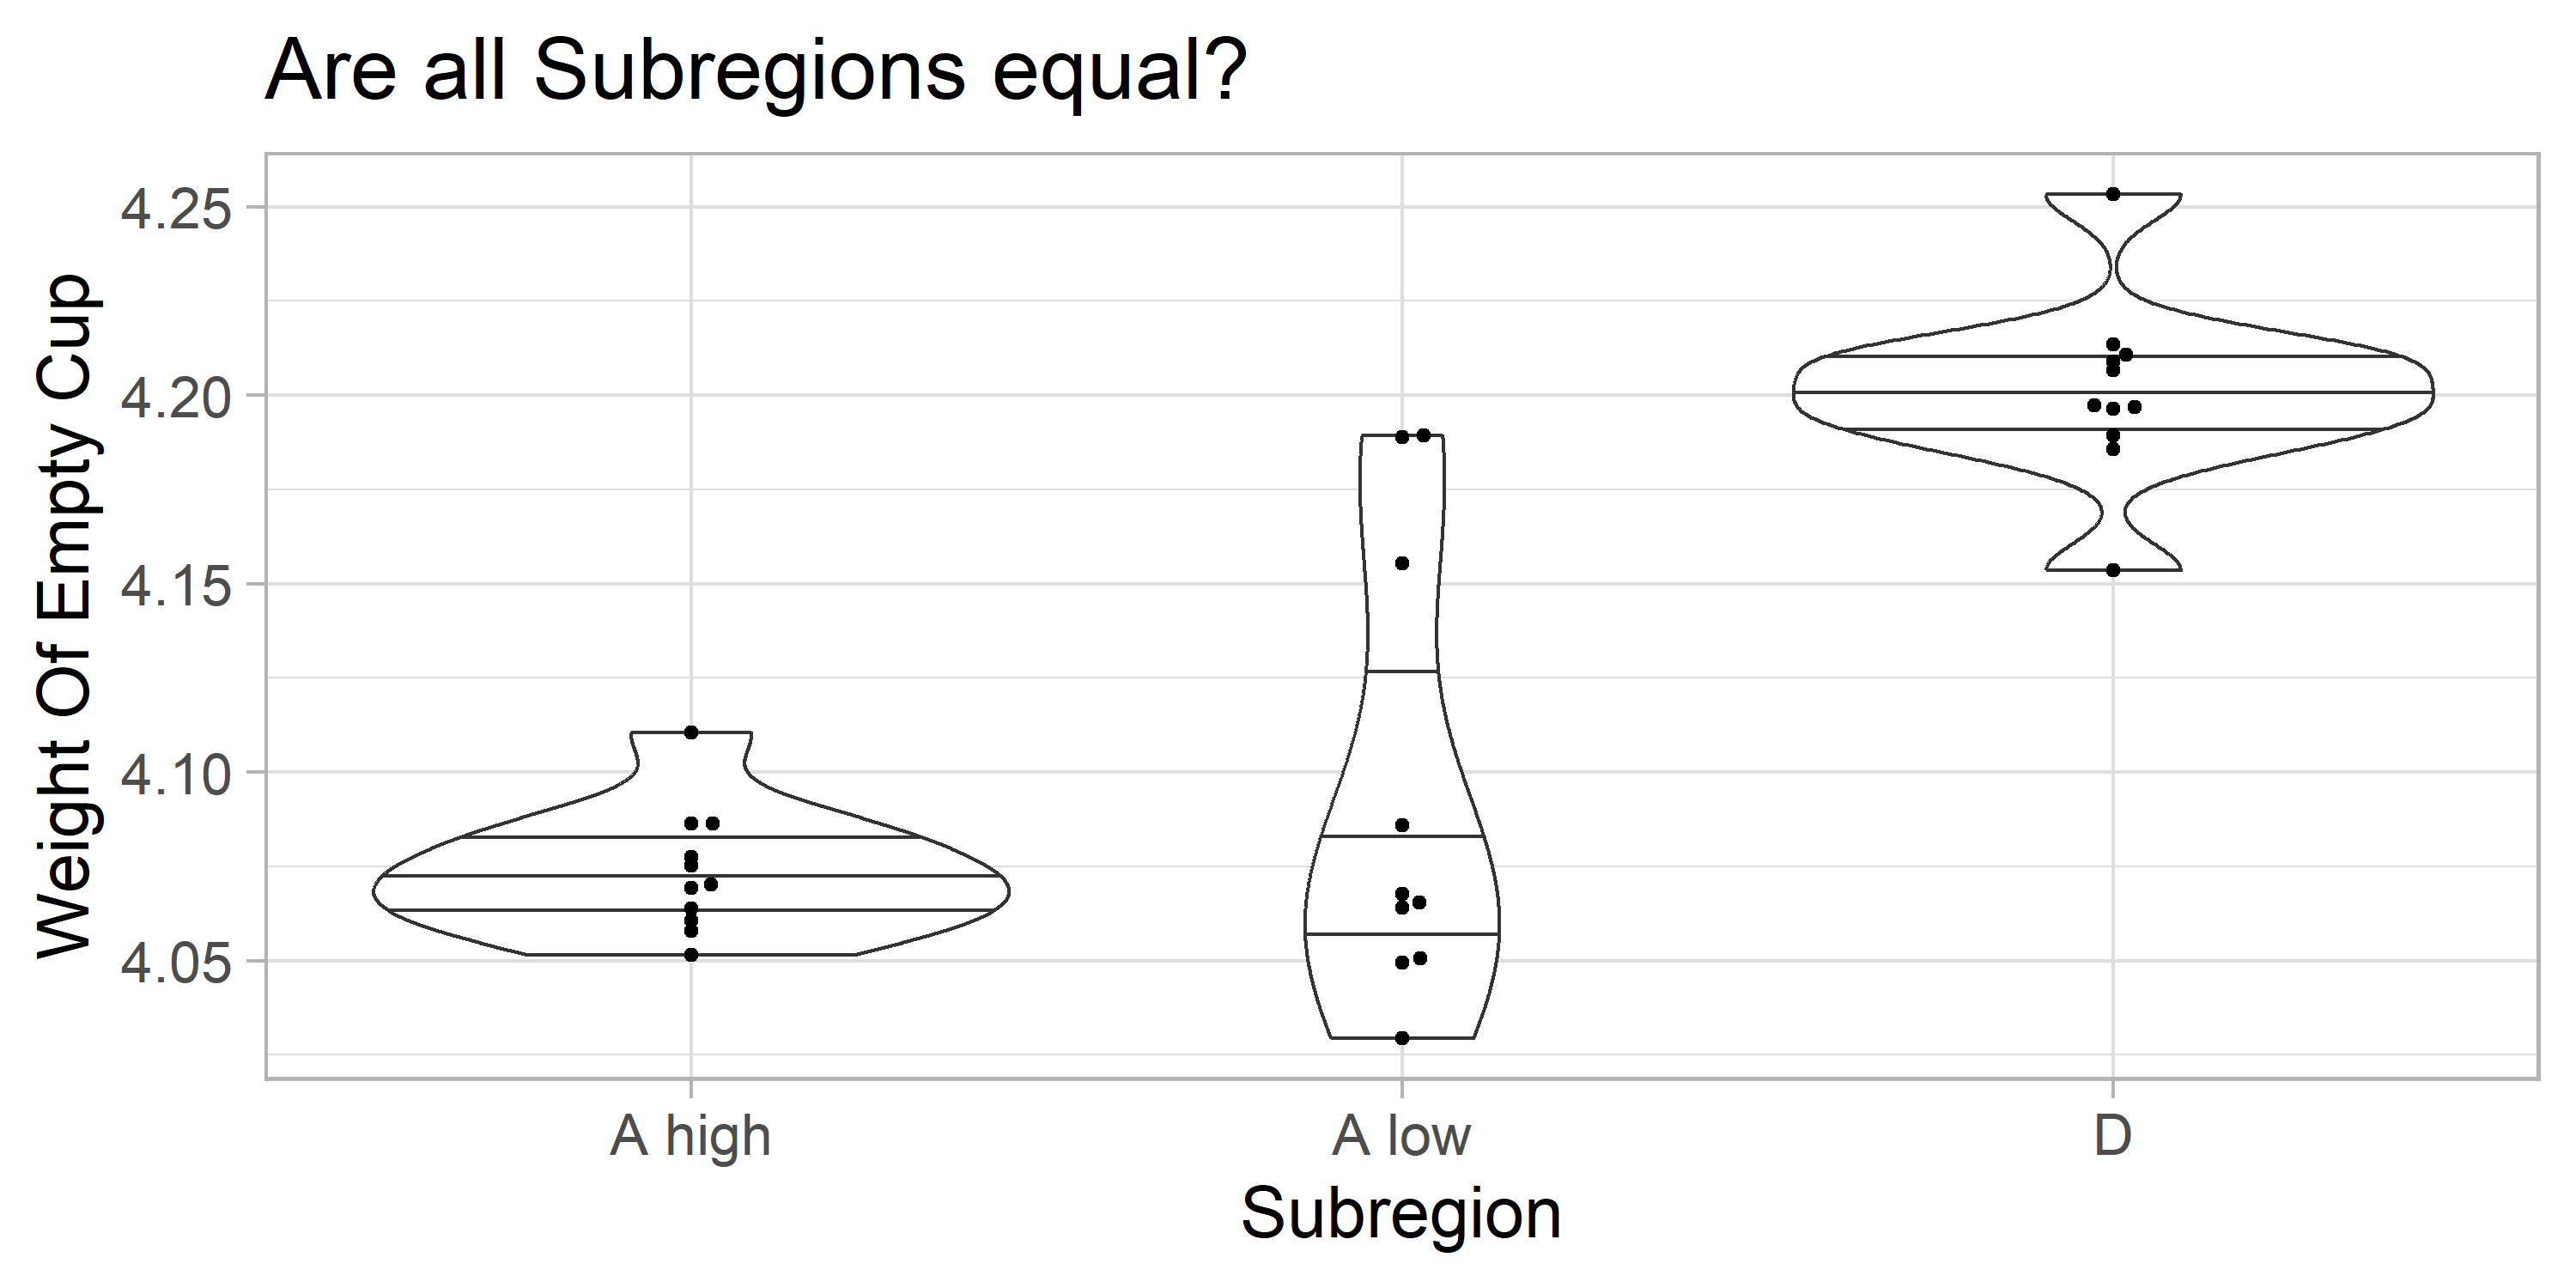 Are all Subregions equal?
Weight Of Empty Cup
4.25
4.20
4.15
4.10
4.05
A high
A low
D
Subregion